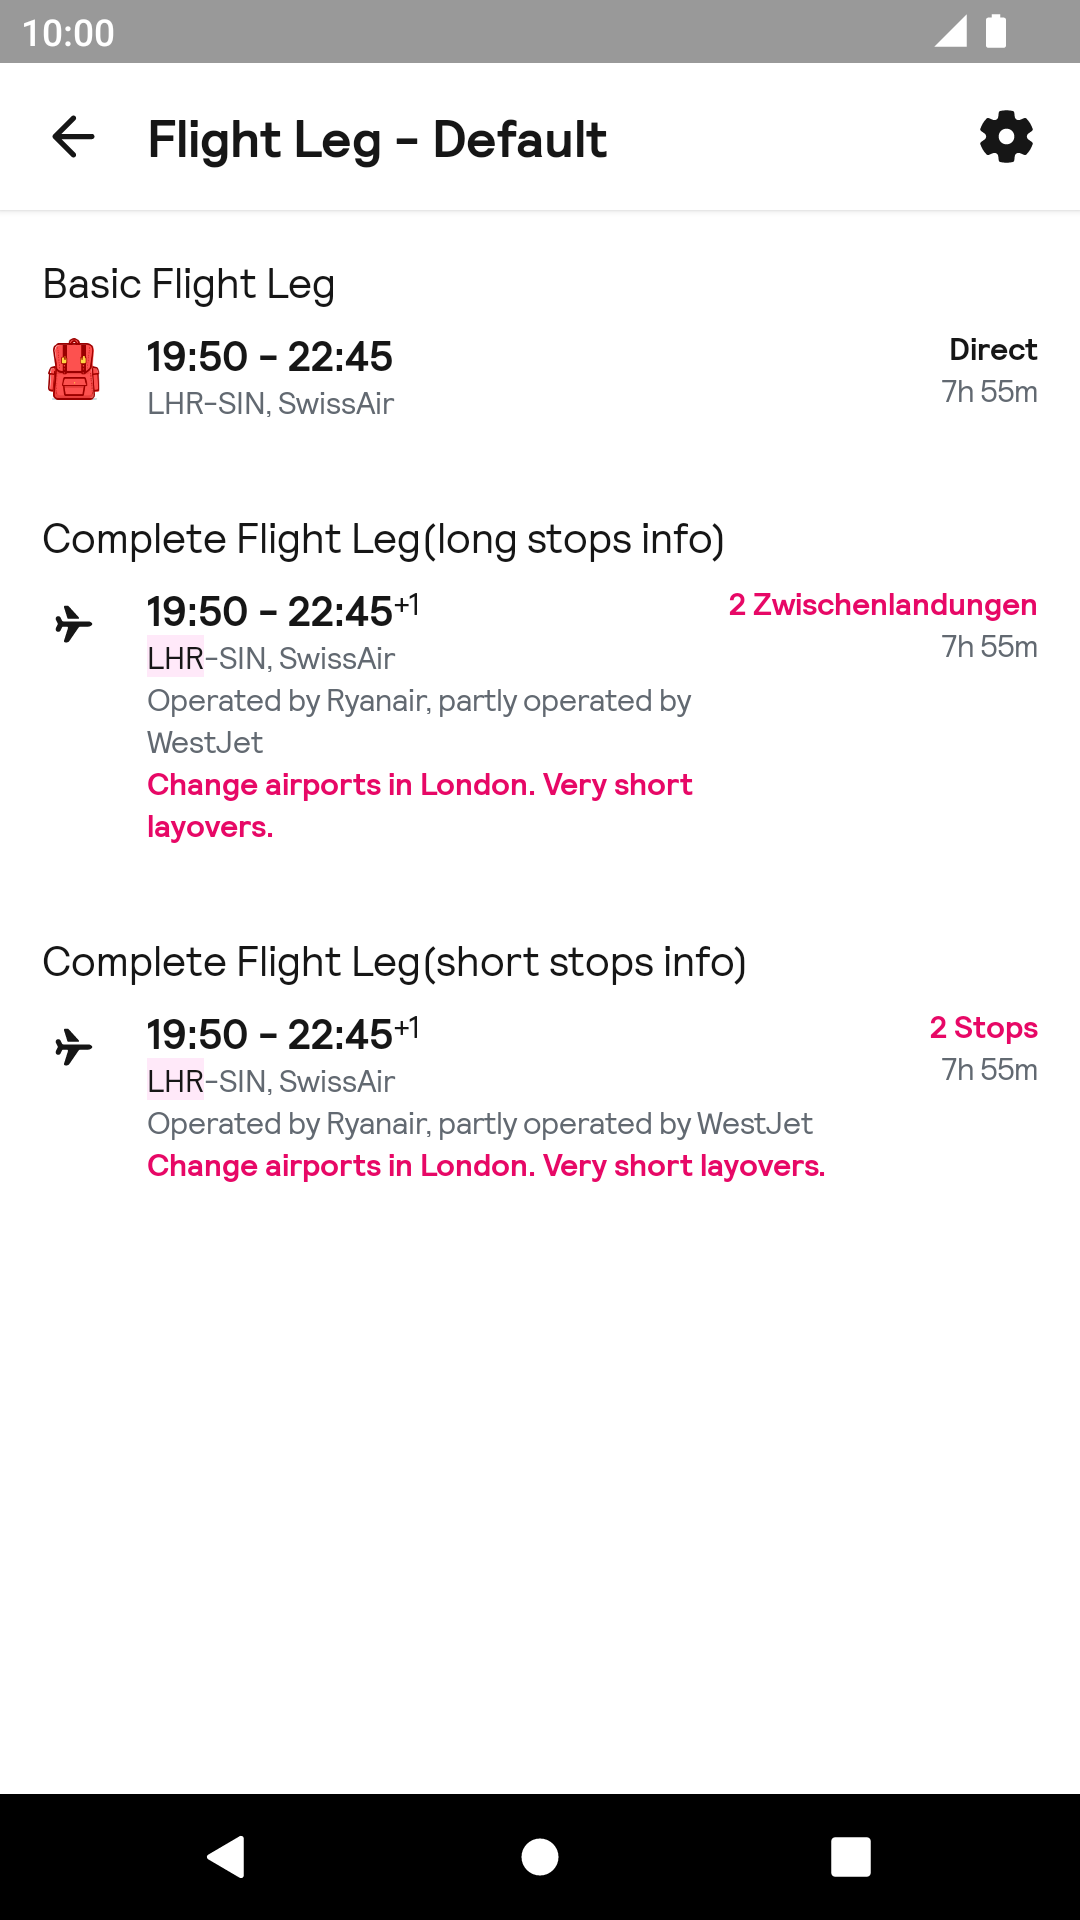 10:00
Flight Leg - Default
Basic Flight Leg
19:50 - 22:45
Direct
LHR-SIN, SwissAir
7h 55m
Complete Flight Leg(long stops info)
19:50 - 22:45+1
2 Zwischenlandungen
LHR-SIN, SwissAir
7h 55m
Operated by Ryanair, partly operated by
WestJet
Change airports in London. Very short
layovers.
Complete Flight Leg(short stops info)
19:50 - 22:45+1
2 Stops
LHR-SIN, SwissAir
7h 55m
Operated by Ryanair, partly operated by WestJet
Change airports in London. Very short layovers.